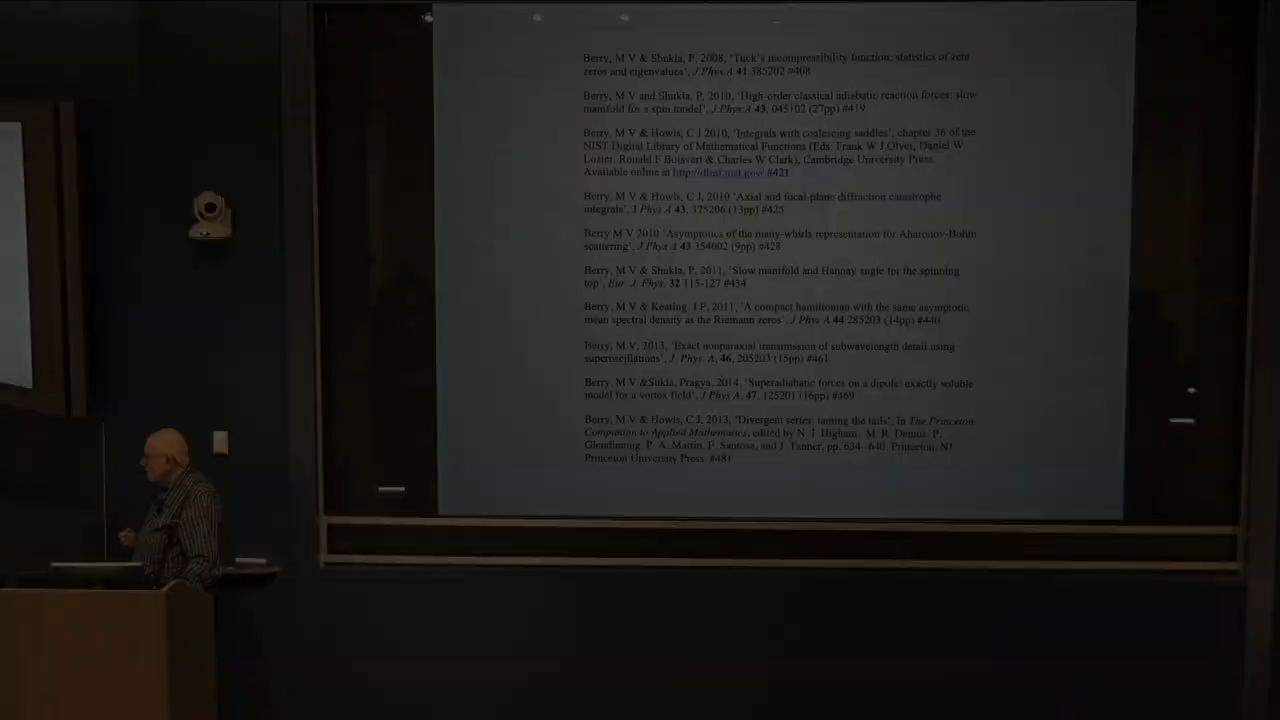 Berry, M V & Shukla, P, 2008, 'Tuck's incompressibility function: statistics of zeta
zeros and eigenvalues', J Phys A 41 385202 #408
Berry, M V and Shukla, P, 2010, 'High-order classical adiabatic reaction forces: slow
manifold for a spin model', J Phys A 43, 045102 (27pp) #419
Berry, M V & Howls, C J 2010, 'Integrals with coalescing saddles', chapter 36 of the
NIST Digital Library of Mathematical Functions (Eds: Frank W J Olver, Daniel W
Lozier, Ronald F Boisvert & Charles W Clark), Cambridge University Press.
Available online at http://dlmf.nist.gov/ #421
Berry, M V & Howls, C J, 2010 'Axial and focal-plane diffraction catastrophe
integrals', J Phys A 43, 375206 (13pp) #425
Berry M V 2010 'Asymptotics of the many-whirls representation for Aharonov-Bohm
scattering', J Phys A 43 354002 (9pp) #428
Berry, M V & Shukla, P, 2011, 'Slow manifold and Hannay angle for the spinning
top', Eur. J. Phys. 32 115-127 #434
Berry, M V & Keating, J P, 2011, 'A compact hamiltonian with the same asymptotic
mean spectral density as the Riemann zeros', J Phys A 44 285203 (14pp) #440
Berry, M V, 2013, 'Exact nonparaxial transmission of subwavelength detail using
superoscillations', J. Phys. A, 46, 205203 (15pp) #461
Berry, M V &Sukla, Pragya, 2014, 'Superadiabatic forces on a dipole: exactly soluble
model for a vortex field', J Phys A, 47, 125201 (16pp) #469
Berry, M V & Howls, C J, 2013, 'Divergent series: taming the tails', In The Princeton
Companion to Applied Mathematics, edited by N. J. Higham, M. R. Dennis, P.
Glendinning, P. A. Martin, F. Santosa, and J. Tanner, pp. 634--640. Princeton, NJ
Princeton University Press. #481